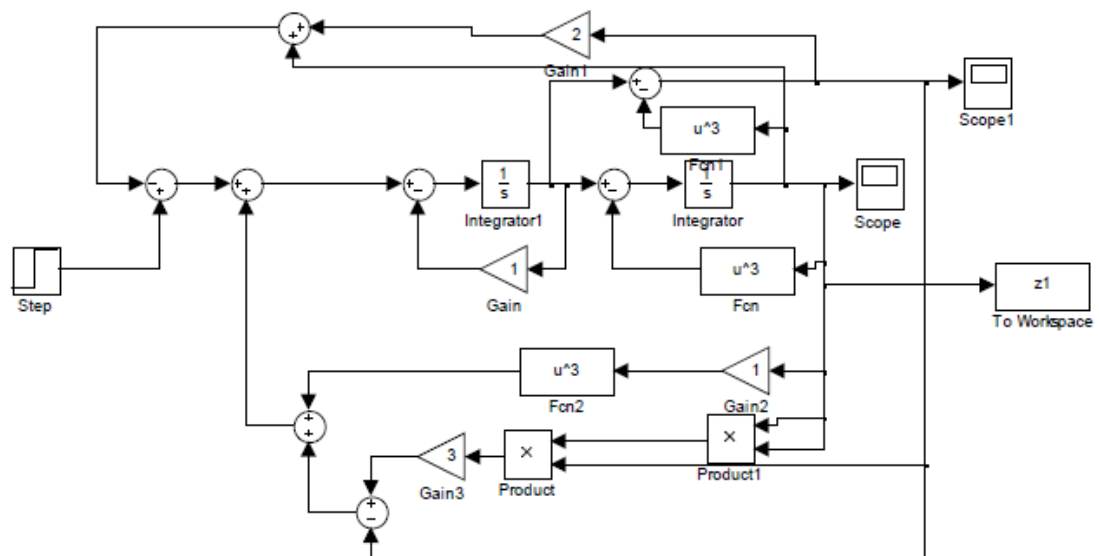 2
Gain1
Scope1
u^3
Fcn1
1
s
Integrator1
1
s
Integrator
Scope
Step
1
Gain
u^3
Fcn
z1
To Workspace
u^3
Fcn2
1
Gain2
×
Product1
3
Gain3
×
Product